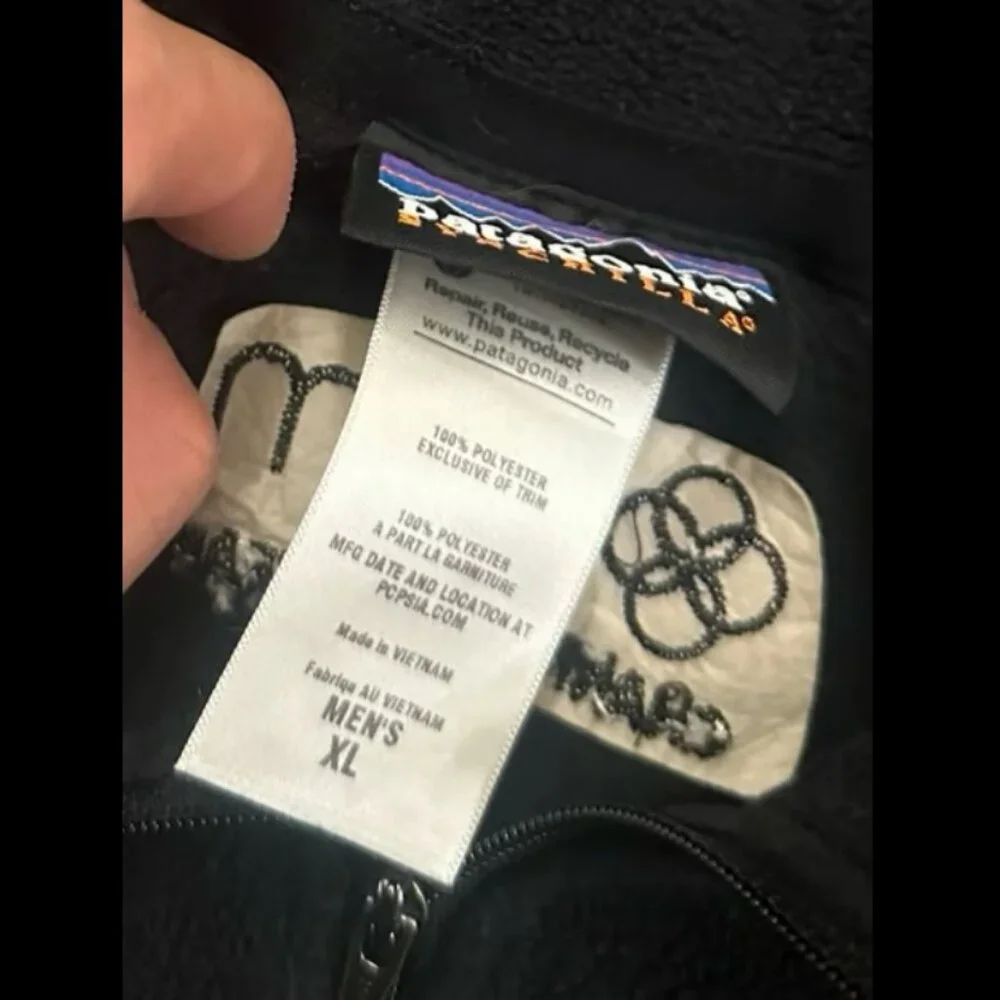 patagonia®
SYNCHILLA®
Repair, Reuse, Recycle
This Product
www.patagonia.com
100% POLYESTER
EXCLUSIVE OF TRIM
100% POLYESTER
À PART LA GARNITURE
MFG DATE AND LOCATION AT
PCPSIA.COM
Made in VIETNAM
Fabriqa AU VIETNAM
MEN'S
XL